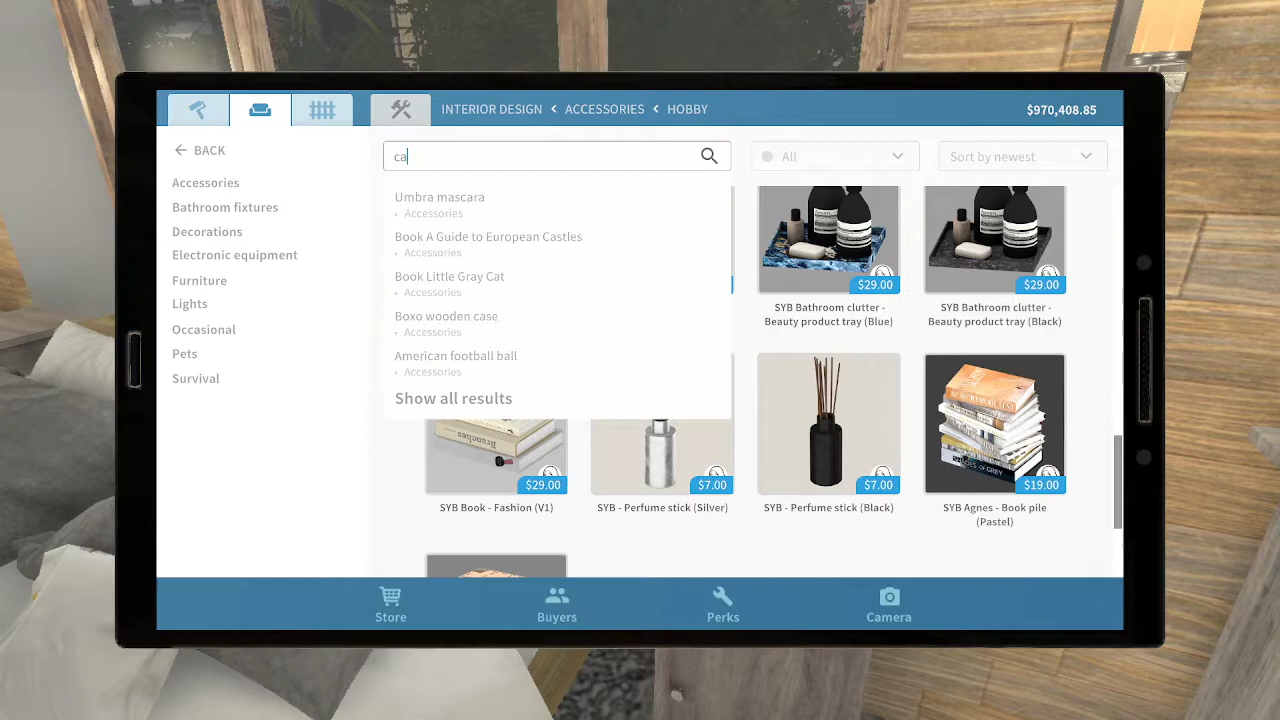 INTERIOR DESIGN < ACCESSORIES < HOBBY
$970,408.85
BACK
Accessories
Bathroom fixtures
Decorations
Electronic equipment
Furniture
Lights
Occasional
Pets
Survival
ca
All
Sort by newest
Umbra mascara
• Accessories
Book A Guide to European Castles
• Accessories
Book Little Gray Cat
• Accessories
Boxo wooden case
• Accessories
American football ball
• Accessories
Show all results
$29.00
SYB Bathroom clutter -
Beauty product tray (Blue)
$29.00
SYB Bathroom clutter -
Beauty product tray (Black)
Branches
$29.00
SYB Book - Fashion (V1)
$7.00
SYB - Perfume stick (Silver)
$7.00
SYB - Perfume stick (Black)
SHADES OF GREY
$19.00
SYB Agnes - Book pile
(Pastel)
Store
Buyers
Perks
Camera